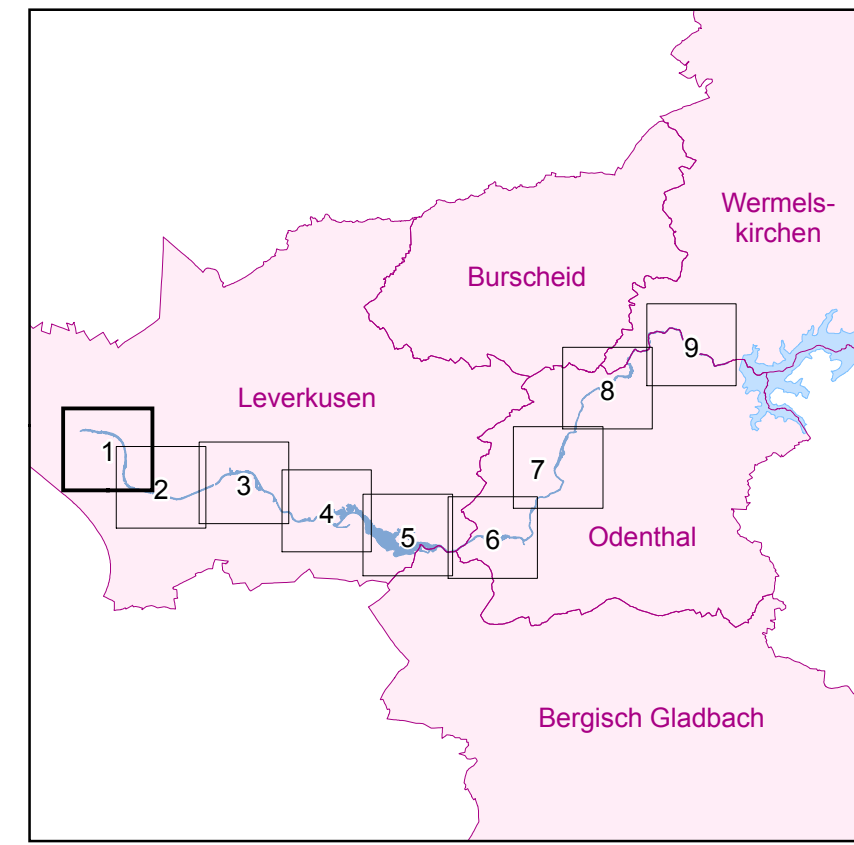 Wermels-
kirchen
Burscheid
9
8
Leverkusen
1
2
3
7
4
5
6
Odenthal
Bergisch Gladbach